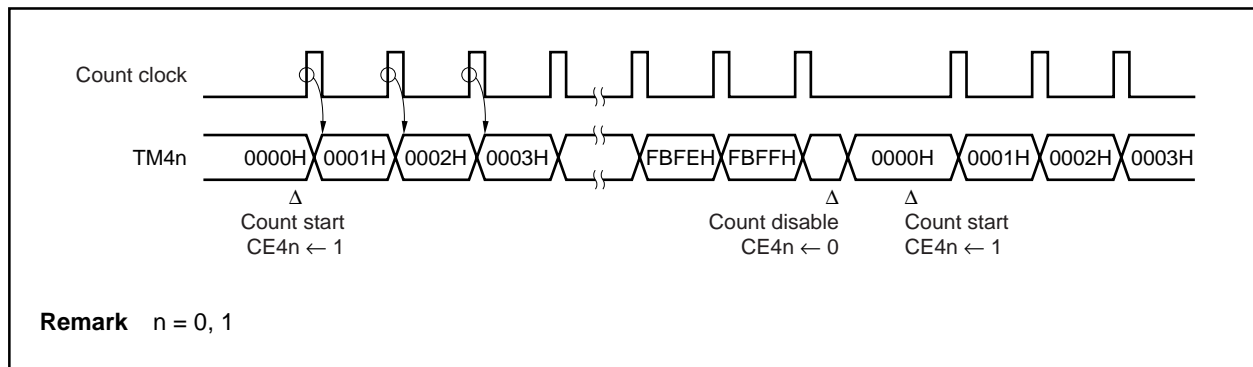 Count clock
TM4n
0000H 0001H 0002H 0003H FBFEH FBFFH 0000H 0001H 0002H 0003H
Δ Δ Δ
Count start Count disable Count start
CE4n ← 1 CE4n ← 0 CE4n ← 1
Remark n = 0, 1